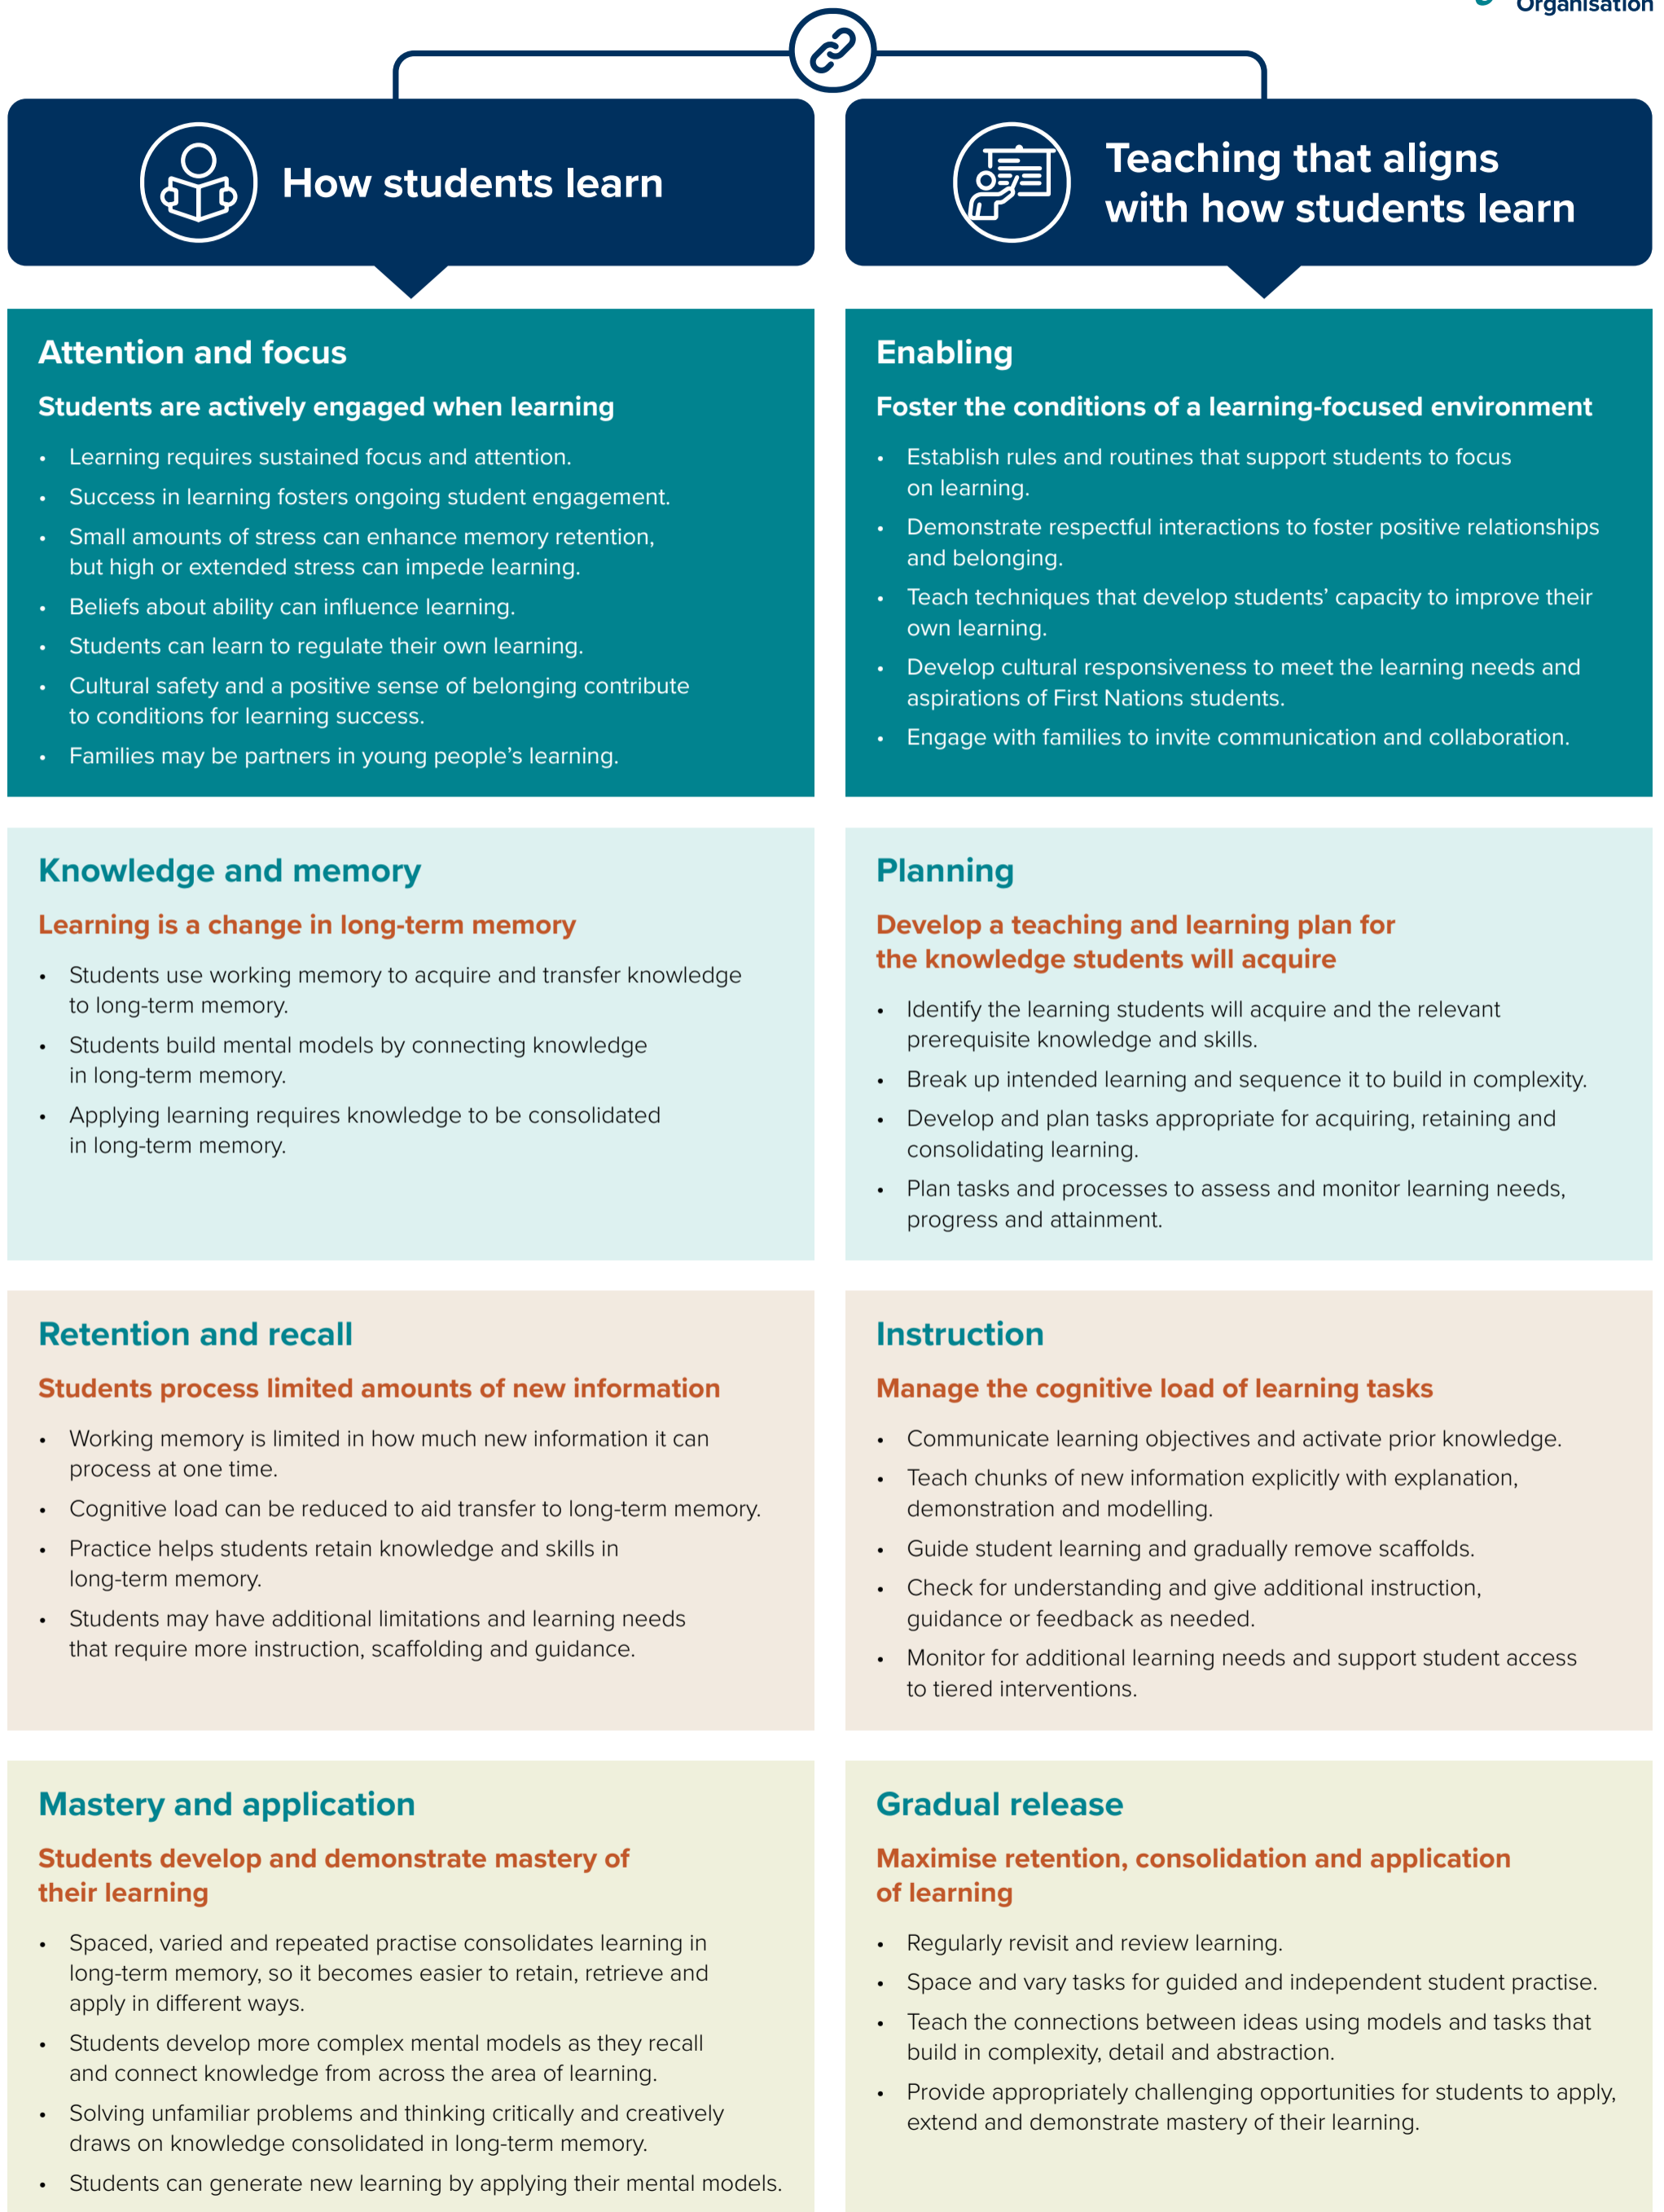 Organisation
How students learn
Teaching that aligns
with how students learn
Attention and focus
Students are actively engaged when learning
• Learning requires sustained focus and attention.
• Success in learning fosters ongoing student engagement.
• Small amounts of stress can enhance memory retention,
but high or extended stress can impede learning.
• Beliefs about ability can influence learning.
• Students can learn to regulate their own learning.
• Cultural safety and a positive sense of belonging contribute
to conditions for learning success.
• Families may be partners in young people’s learning.
Enabling
Foster the conditions of a learning-focused environment
• Establish rules and routines that support students to focus
on learning.
• Demonstrate respectful interactions to foster positive relationships
and belonging.
• Teach techniques that develop students’ capacity to improve their
own learning.
• Develop cultural responsiveness to meet the learning needs and
aspirations of First Nations students.
• Engage with families to invite communication and collaboration.
Knowledge and memory
Learning is a change in long-term memory
• Students use working memory to acquire and transfer knowledge
to long-term memory.
• Students build mental models by connecting knowledge
in long-term memory.
• Applying learning requires knowledge to be consolidated
in long-term memory.
Planning
Develop a teaching and learning plan for
the knowledge students will acquire
• Identify the learning students will acquire and the relevant
prerequisite knowledge and skills.
• Break up intended learning and sequence it to build in complexity.
• Develop and plan tasks appropriate for acquiring, retaining and
consolidating learning.
• Plan tasks and processes to assess and monitor learning needs,
progress and attainment.
Retention and recall
Students process limited amounts of new information
• Working memory is limited in how much new information it can
process at one time.
• Cognitive load can be reduced to aid transfer to long-term memory.
• Practice helps students retain knowledge and skills in
long-term memory.
• Students may have additional limitations and learning needs
that require more instruction, scaffolding and guidance.
Instruction
Manage the cognitive load of learning tasks
• Communicate learning objectives and activate prior knowledge.
• Teach chunks of new information explicitly with explanation,
demonstration and modelling.
• Guide student learning and gradually remove scaffolds.
• Check for understanding and give additional instruction,
guidance or feedback as needed.
• Monitor for additional learning needs and support student access
to tiered interventions.
Mastery and application
Students develop and demonstrate mastery of
their learning
• Spaced, varied and repeated practise consolidates learning in
long-term memory, so it becomes easier to retain, retrieve and
apply in different ways.
• Students develop more complex mental models as they recall
and connect knowledge from across the area of learning.
• Solving unfamiliar problems and thinking critically and creatively
draws on knowledge consolidated in long-term memory.
• Students can generate new learning by applying their mental models.
Gradual release
Maximise retention, consolidation and application
of learning
• Regularly revisit and review learning.
• Space and vary tasks for guided and independent student practise.
• Teach the connections between ideas using models and tasks that
build in complexity, detail and abstraction.
• Provide appropriately challenging opportunities for students to apply,
extend and demonstrate mastery of their learning.